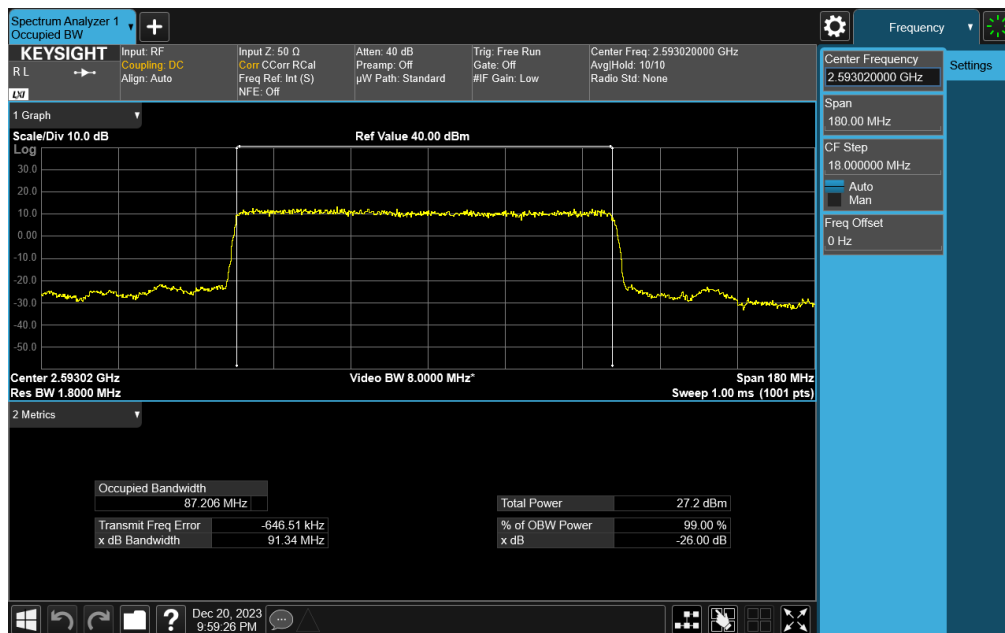 Spectrum Analyzer 1
Occupied BW
Frequency
KEYSIGHT
R L
LXI
Input: RF
Coupling: DC
Align: Auto
Input Z: 50 Ω
Corr CCorr RCal
Freq Ref: Int (S)
NFE: Off
Atten: 40 dB
Preamp: Off
µW Path: Standard
Trig: Free Run
Gate: Off
#IF Gain: Low
Center Freq: 2.593020000 GHz
Avg|Hold: 10/10
Radio Std: None
Center Frequency
2.593020000 GHz
Settings
Span
180.00 MHz
CF Step
18.000000 MHz
Auto
Man
Freq Offset
0 Hz
1 Graph
Scale/Div 10.0 dB
Ref Value 40.00 dBm
Log
30.0
20.0
10.0
0.00
-10.0
-20.0
-30.0
-40.0
-50.0
Center 2.59302 GHz
Video BW 8.0000 MHz*
Span 180 MHz
Res BW 1.8000 MHz
Sweep 1.00 ms (1001 pts)
2 Metrics
Occupied Bandwidth
87.206 MHz
Total Power 27.2 dBm
Transmit Freq Error -646.51 kHz
% of OBW Power 99.00 %
x dB Bandwidth 91.34 MHz
x dB -26.00 dB
?
Dec 20, 2023
9:59:26 PM